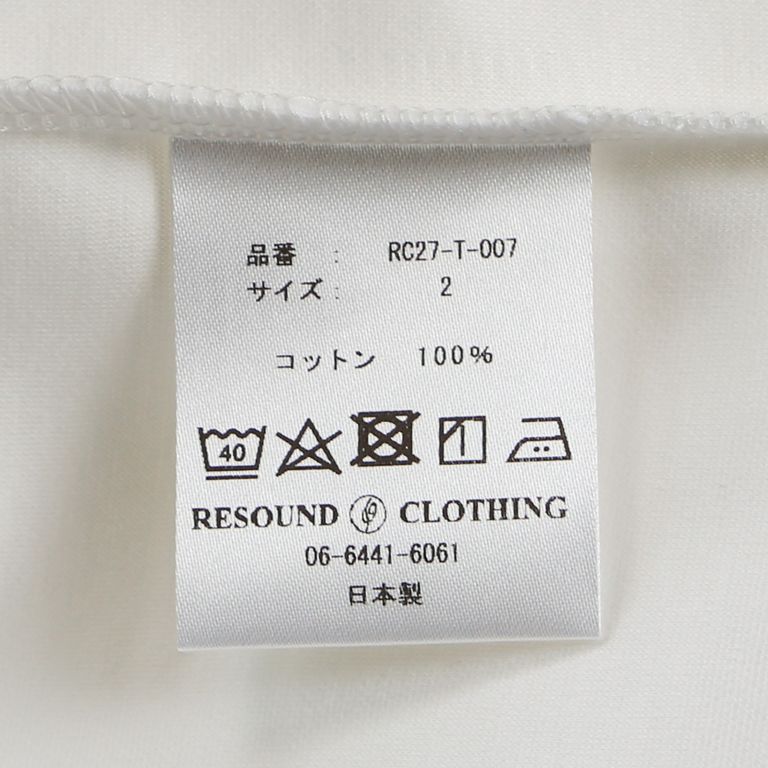 品番 : RC27-T-007
サイズ : 2
コットン 100%
40
RESOUND CLOTHING
06-6441-6061
日本製